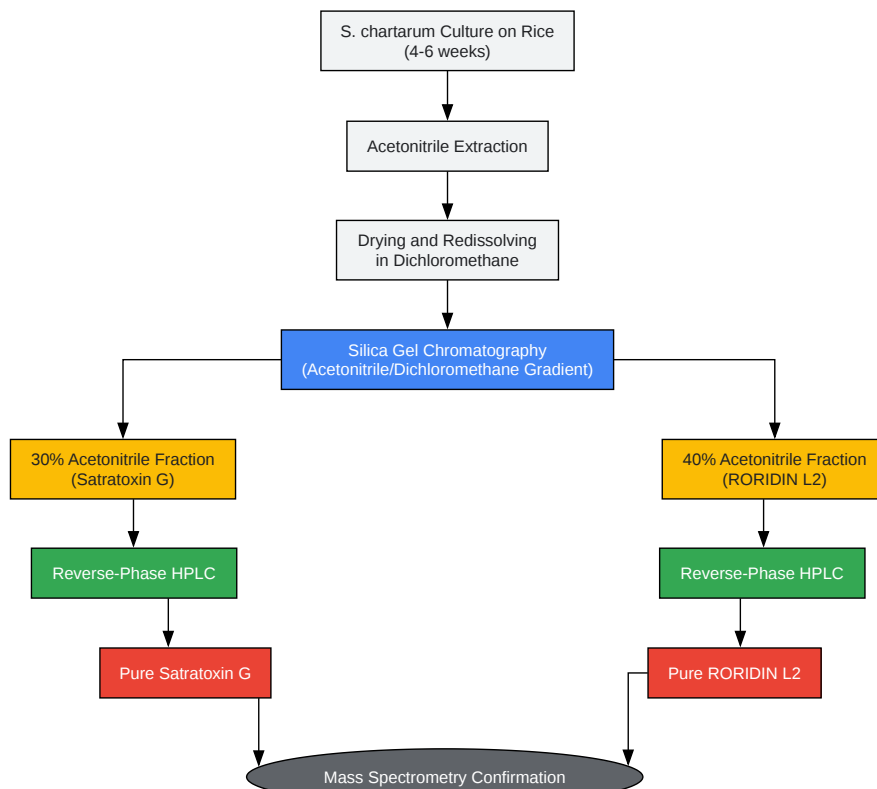 S. chartarum Culture on Rice
(4-6 weeks)
Acetonitrile Extraction
Drying and Redissolving
in Dichloromethane
Silica Gel Chromatography
(Acetonitrile/Dichloromethane Gradient)
30% Acetonitrile Fraction
(Satratoxin G)
40% Acetonitrile Fraction
(RORIDIN L2)
Reverse-Phase HPLC
Reverse-Phase HPLC
Pure Satratoxin G
Pure RORIDIN L2
Mass Spectrometry Confirmation